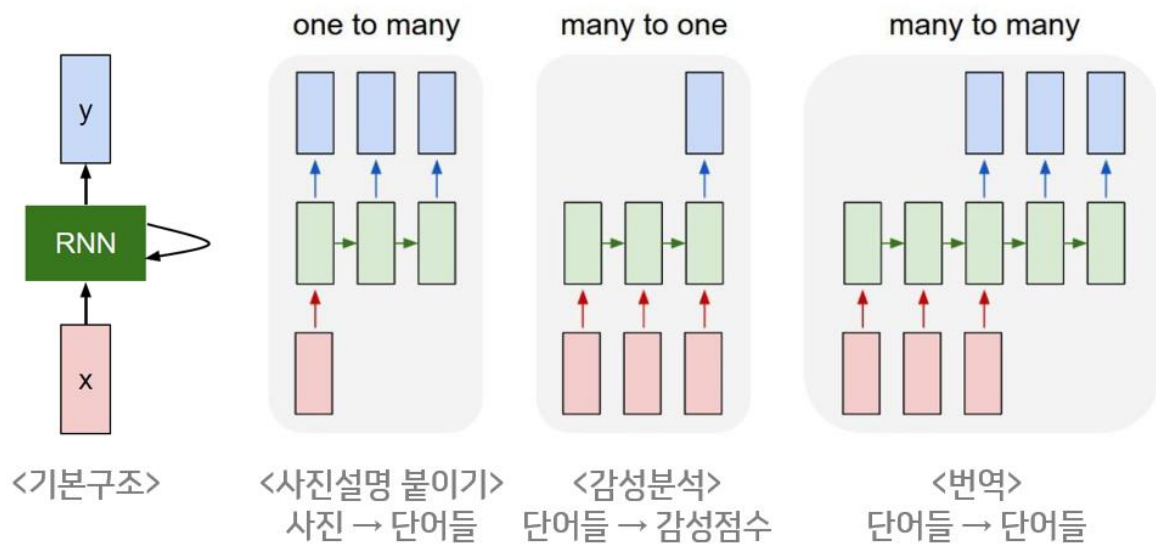 one to many
many to one
many to many
y
RNN
x
<기본구조>
<사진설명 붙이기>
사진 → 단어들
<감성분석>
단어들 → 감성점수
<번역>
단어들 → 단어들